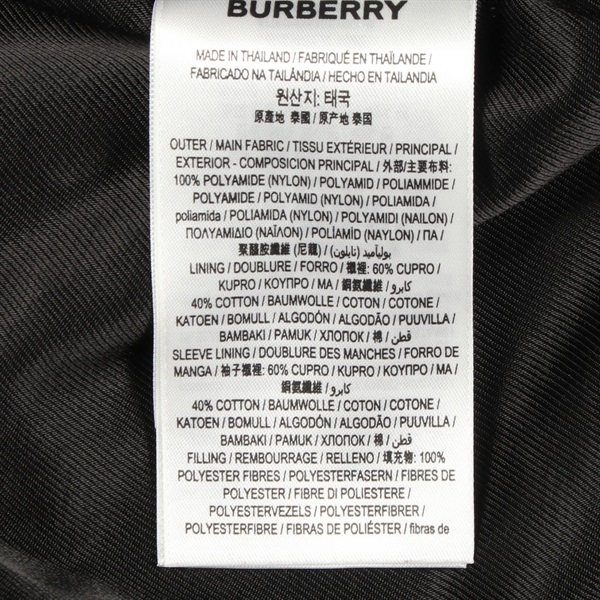 BURBERRY
MADE IN THAILAND / FABRIQUÉ EN THAÏLANDE /
FABRICADO NA TAILÂNDIA / HECHO EN TAILANDIA
원산지: 태국
原產地 泰國 / 原产地 泰国
OUTER / MAIN FABRIC / TISSU EXTÉRIEUR / PRINCIPAL /
EXTERIOR - COMPOSICION PRINCIPAL / 外部/主要布料:
100% POLYAMIDE (NYLON) / POLYAMID / POLIAMMIDE /
POLYAMIDE / POLYAMID (NYLON) / POLIAMIDA /
poliamida / POLIAMIDA (NYLON) / POLYAMIDI (NAILON) /
ΠΟΛΥΑΜΙΔΙΟ (ΝΑΪΛΟΝ) / POLİAMİD (NAYLON) / ПА /
聚醯胺纖維 (尼龍) / بولياميد (نايلون)
LINING / DOUBLURE / FORRO / 襯裡: 60% CUPRO /
KUPRO / ΚΟΥΠΡΟ / МА / 銅氨纖維 / كابرو
40% COTTON / BAUMWOLLE / COTON / COTONE /
KATOEN / BOMULL / ALGODÓN / ALGODÃO / PUUVILLA /
ΒΑΜΒΑΚΙ / PAMUK / ХЛОПОК / 棉 / قطن
SLEEVE LINING / DOUBLURE DES MANCHES / FORRO DE
MANGA / 袖子襯裡: 60% CUPRO / KUPRO / ΚΟΥΠΡΟ / МА /
銅氨纖維 / كابرو
40% COTTON / BAUMWOLLE / COTON / COTONE /
KATOEN / BOMULL / ALGODÓN / ALGODÃO / PUUVILLA /
ΒΑΜΒΑΚΙ / PAMUK / ХЛОПОК / 棉 / قطن
FILLING / REMBOURRAGE / RELLENO / 填充物: 100%
POLYESTER FIBRES / POLYESTERFASERN / FIBRES DE
POLYESTER / FIBRE DI POLIESTERE /
POLYESTERVEZELS / POLYESTERFIBRER /
POLYESTERFIBRE / FIBRAS DE POLIÉSTER / fibras de